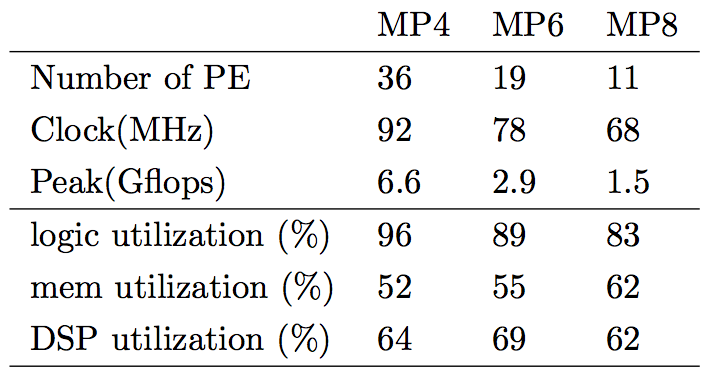 MP4 MP6 MP8
Number of PE 36 19 11
Clock(MHz) 92 78 68
Peak(Gflops) 6.6 2.9 1.5
logic utilization (%) 96 89 83
mem utilization (%) 52 55 62
DSP utilization (%) 64 69 62